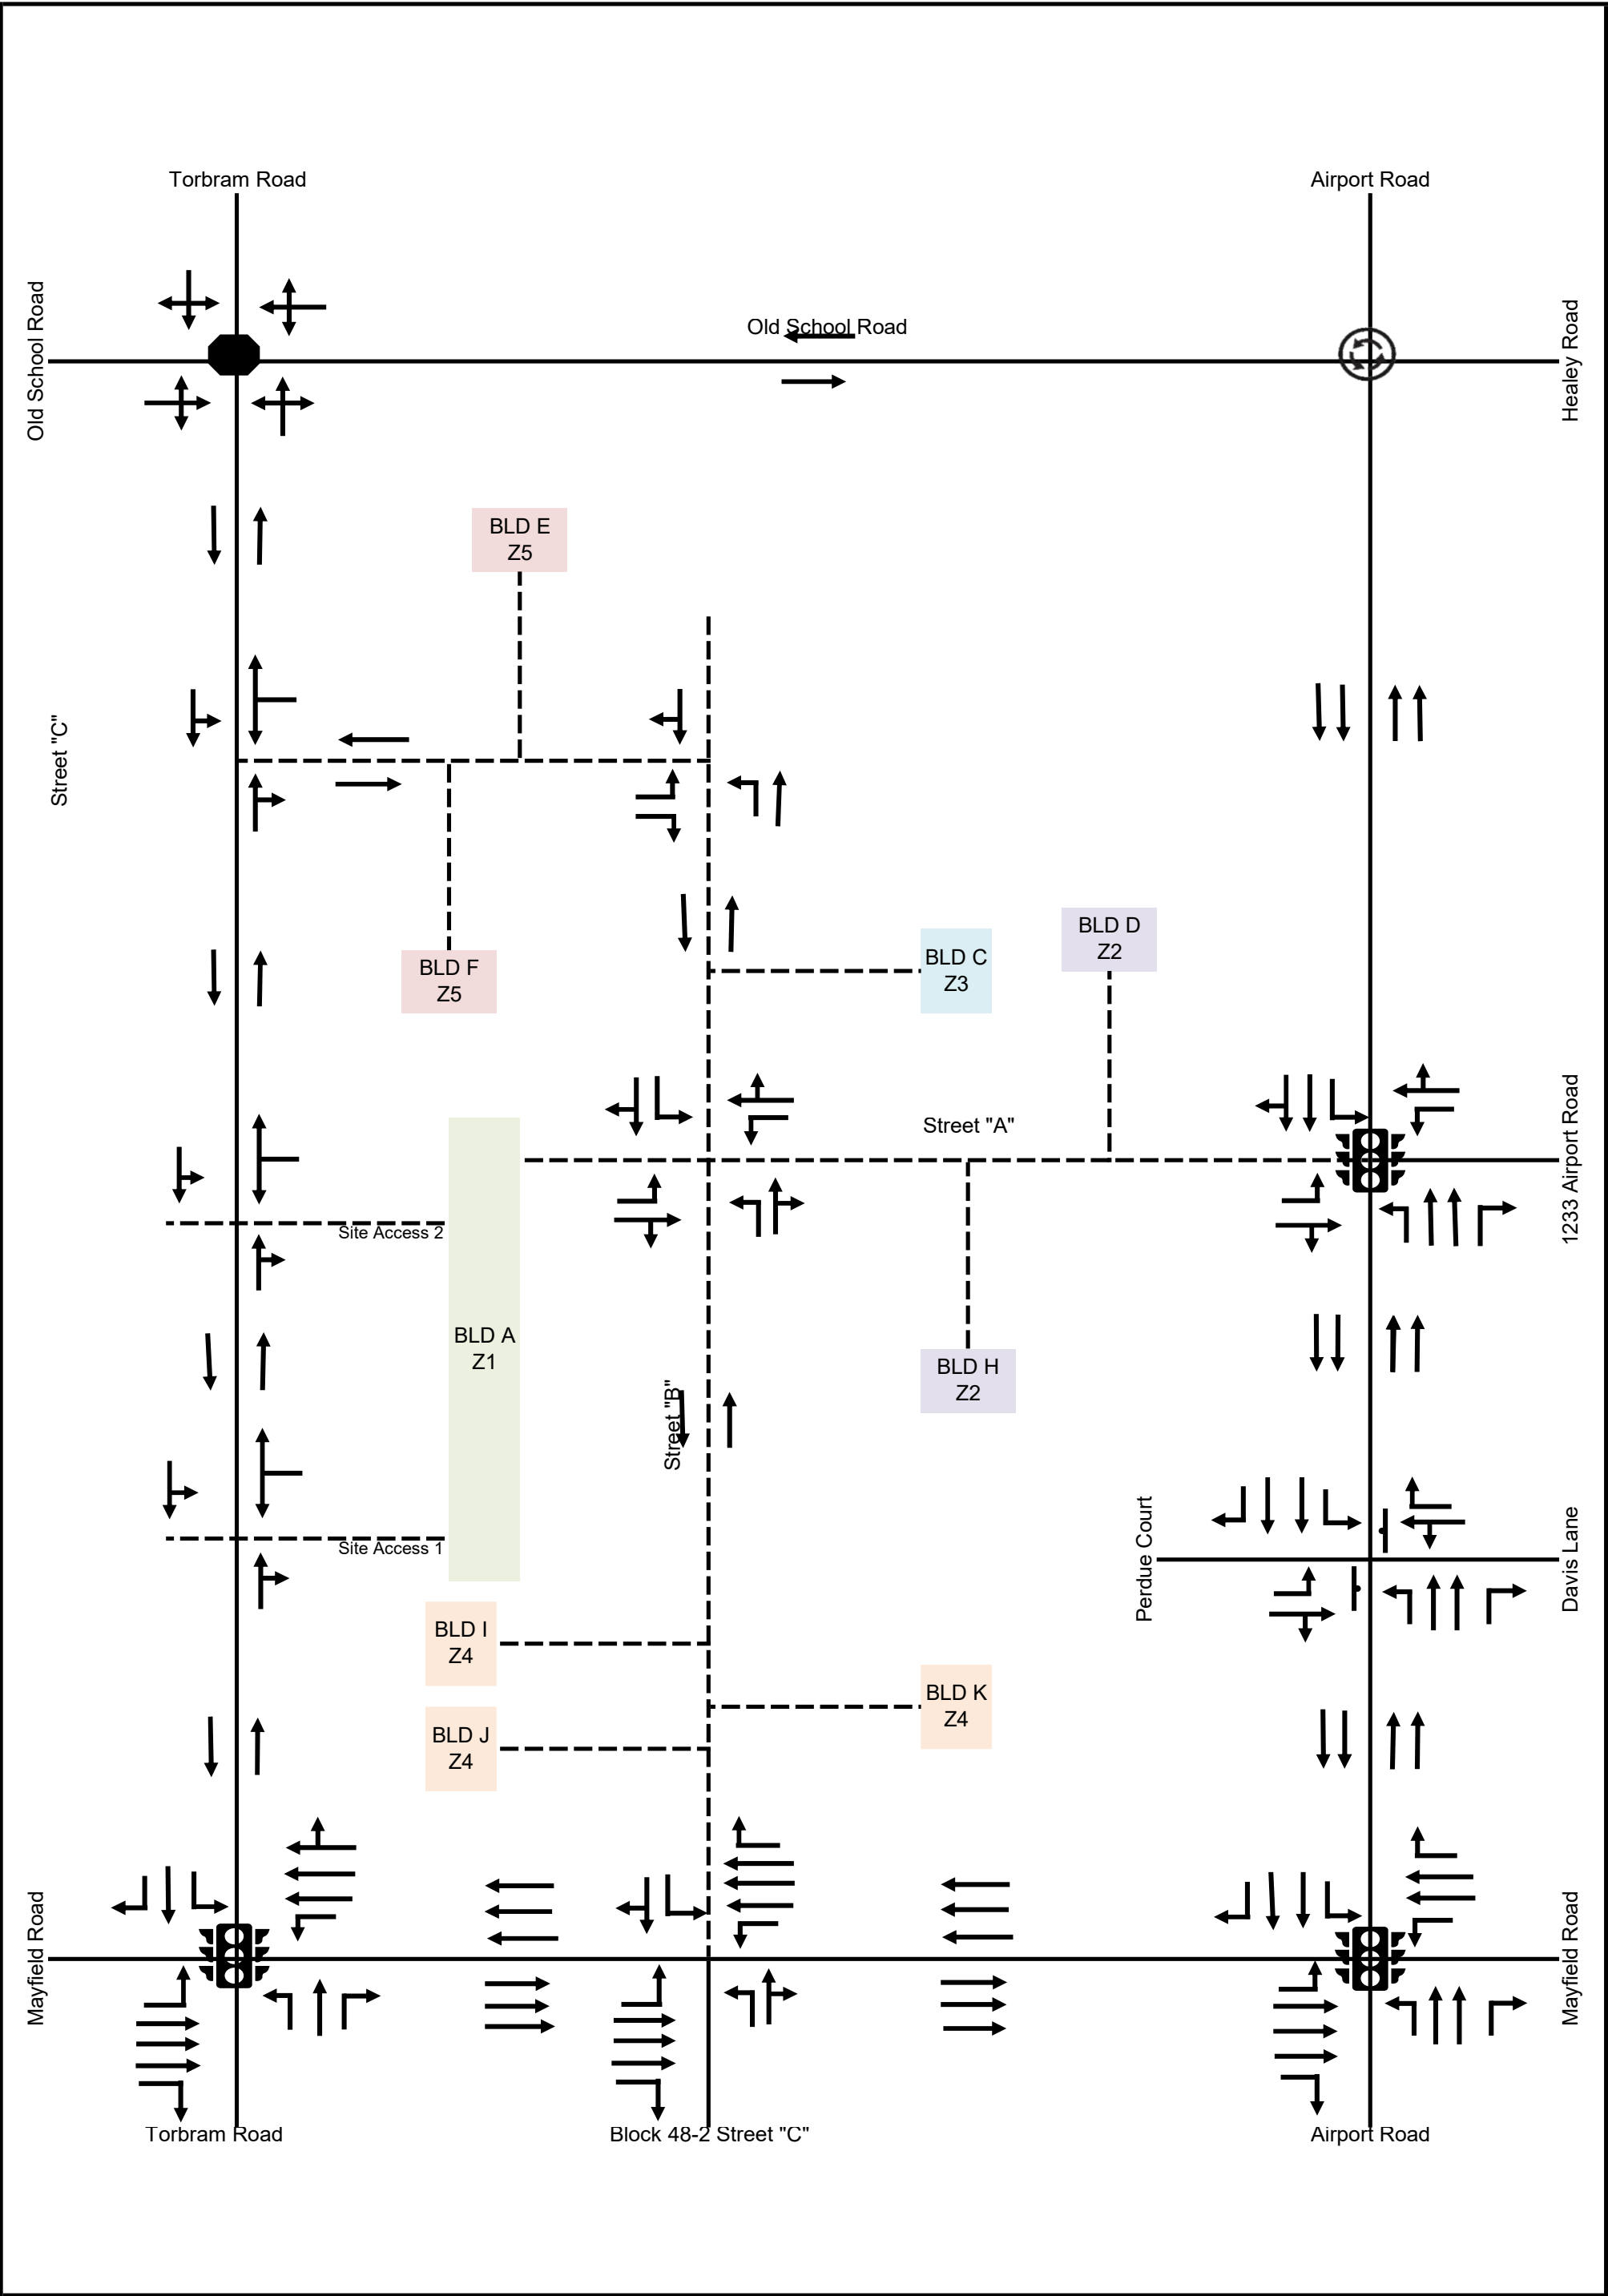 Torbram Road
Airport Road
Old School Road
Old School Road
Healey Road
BLD E
Z5
Street "C"
BLD F
Z5
BLD C
Z3
BLD D
Z2
Street "A"
1233 Airport Road
Site Access 2
BLD A
Z1
BLD H
Z2
Street "B"
Perdue Court
Davis Lane
Site Access 1
BLD I
Z4
BLD K
Z4
BLD J
Z4
Mayfield Road
Mayfield Road
Torbram Road
Block 48-2 Street "C"
Airport Road